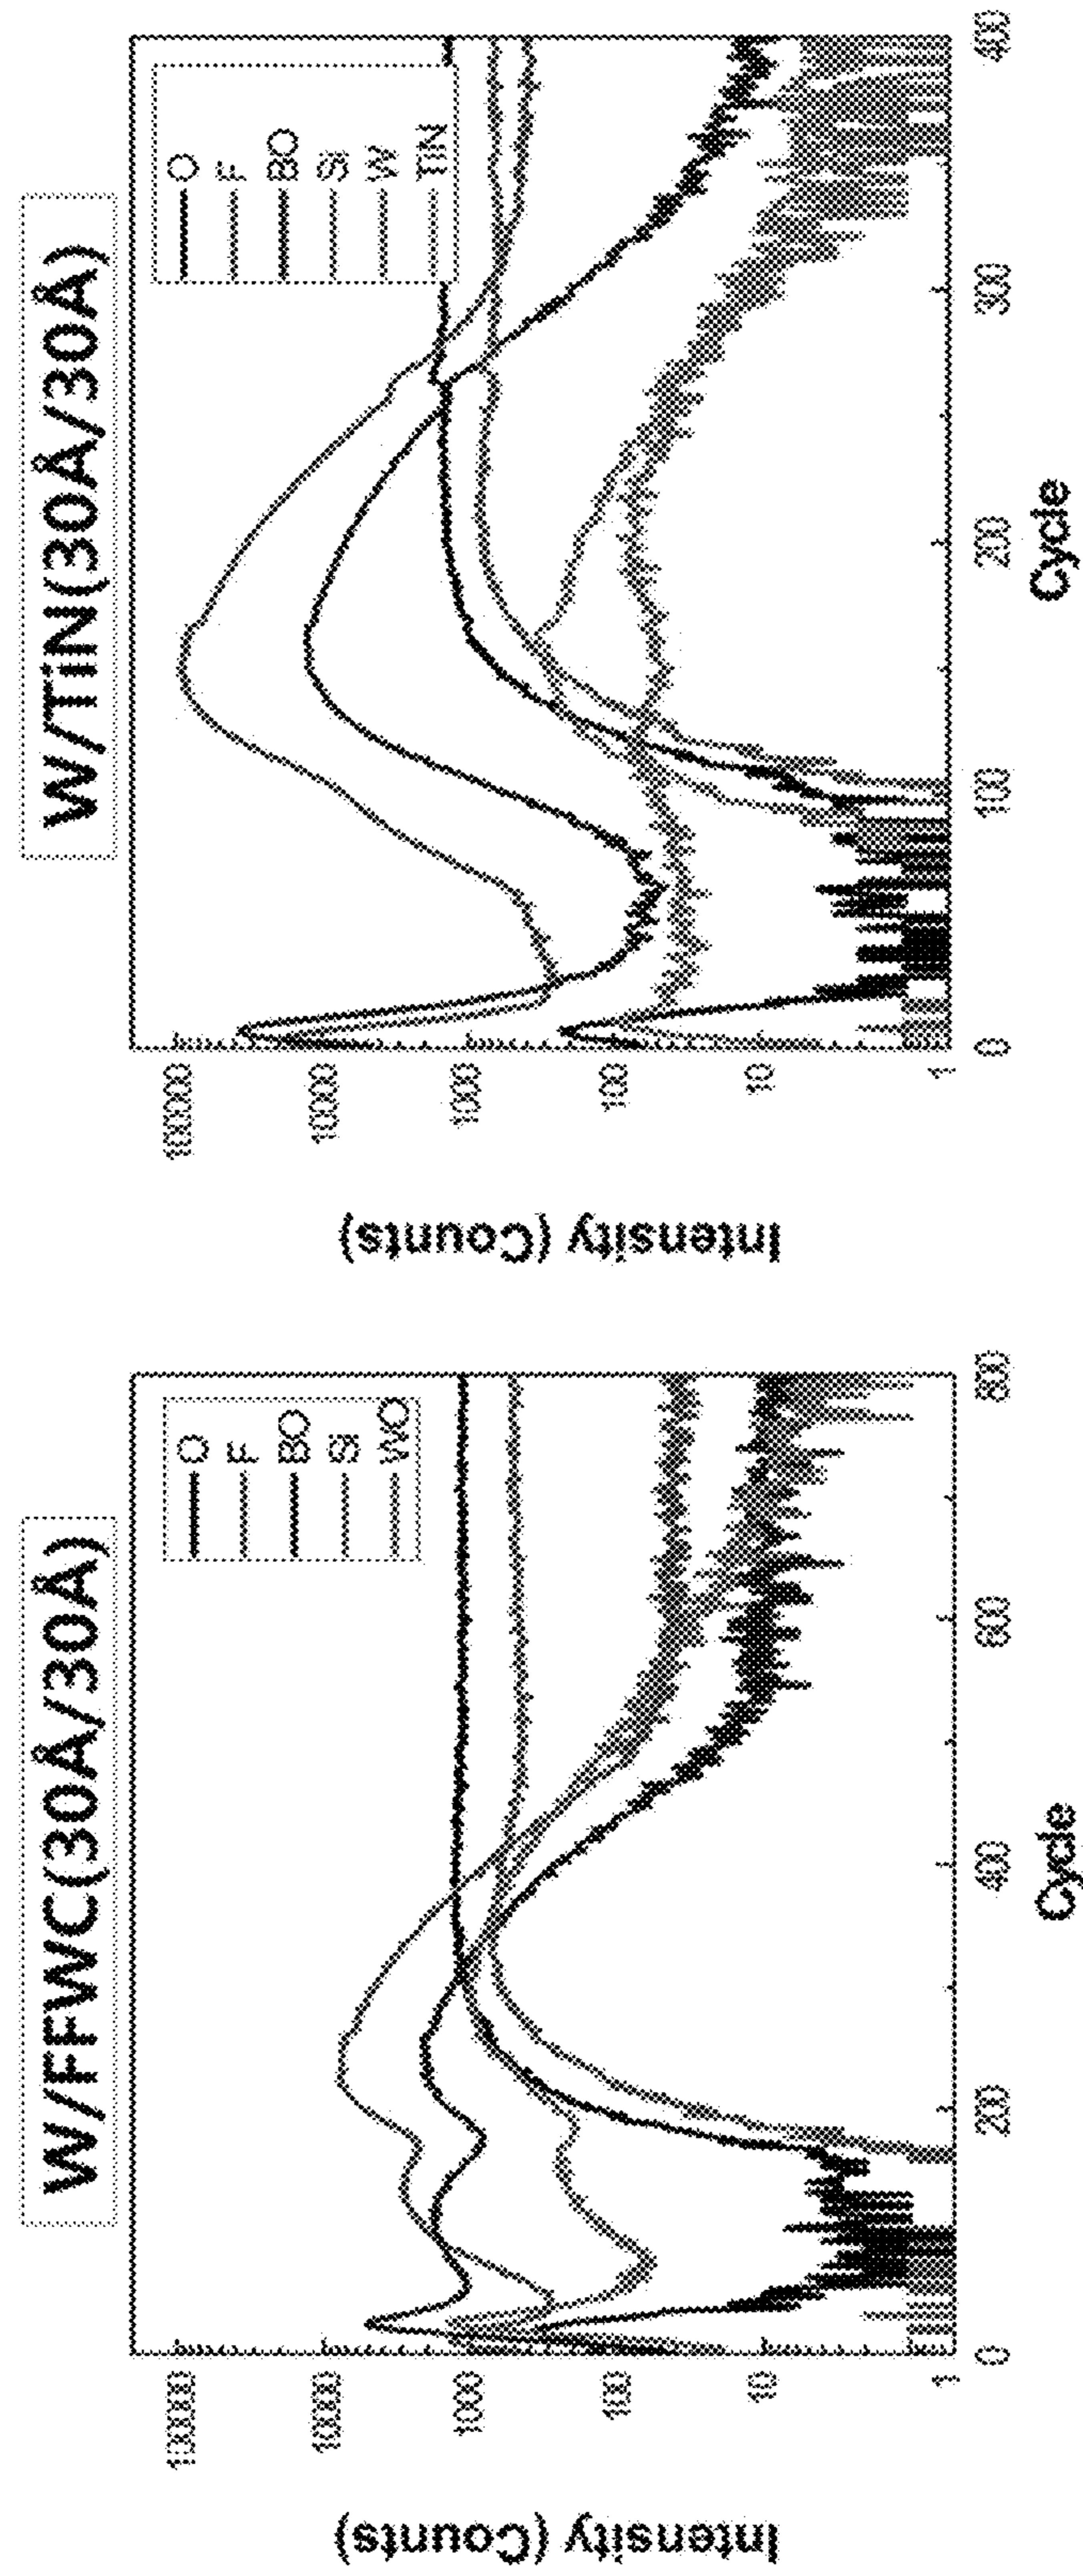 W/FFWC(30Å/30Å)
Intensity (Counts)
100000
10000
1000
100
10
1
O
F
BO
Si
WO
0 200 400 600 800
Cycle
W/TiN(30Å/30Å)
Intensity (Counts)
100000
10000
1000
100
10
1
O
F
BO
Si
W
TiN
0 100 200 300 400
Cycle